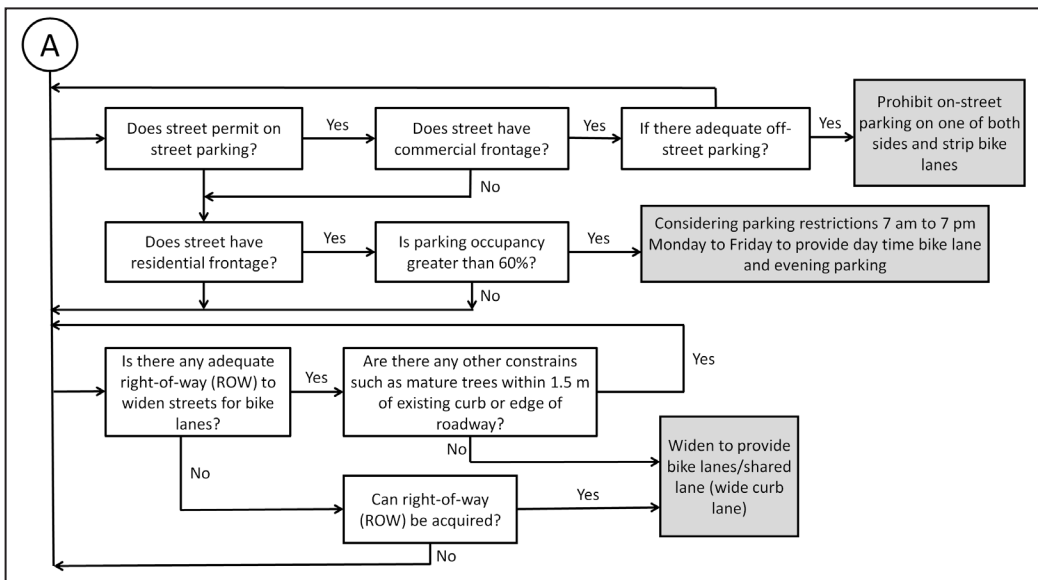 A
Does street permit on
street parking?
Yes
Does street have
commercial frontage?
Yes
If there adequate off-
street parking?
Yes
Prohibit on-street
parking on one of both
sides and strip bike
lanes
No
Does street have
residential frontage?
Yes
Is parking occupancy
greater than 60%?
Yes
Considering parking restrictions 7 am to 7 pm
Monday to Friday to provide day time bike lane
and evening parking
No
Is there any adequate
right-of-way (ROW) to
widen streets for bike
lanes?
Yes
Are there any other constrains
such as mature trees within 1.5 m
of existing curb or edge of
roadway?
Yes
No
No
Widen to provide
bike lanes/shared
lane (wide curb
lane)
Can right-of-way
(ROW) be acquired?
Yes
No